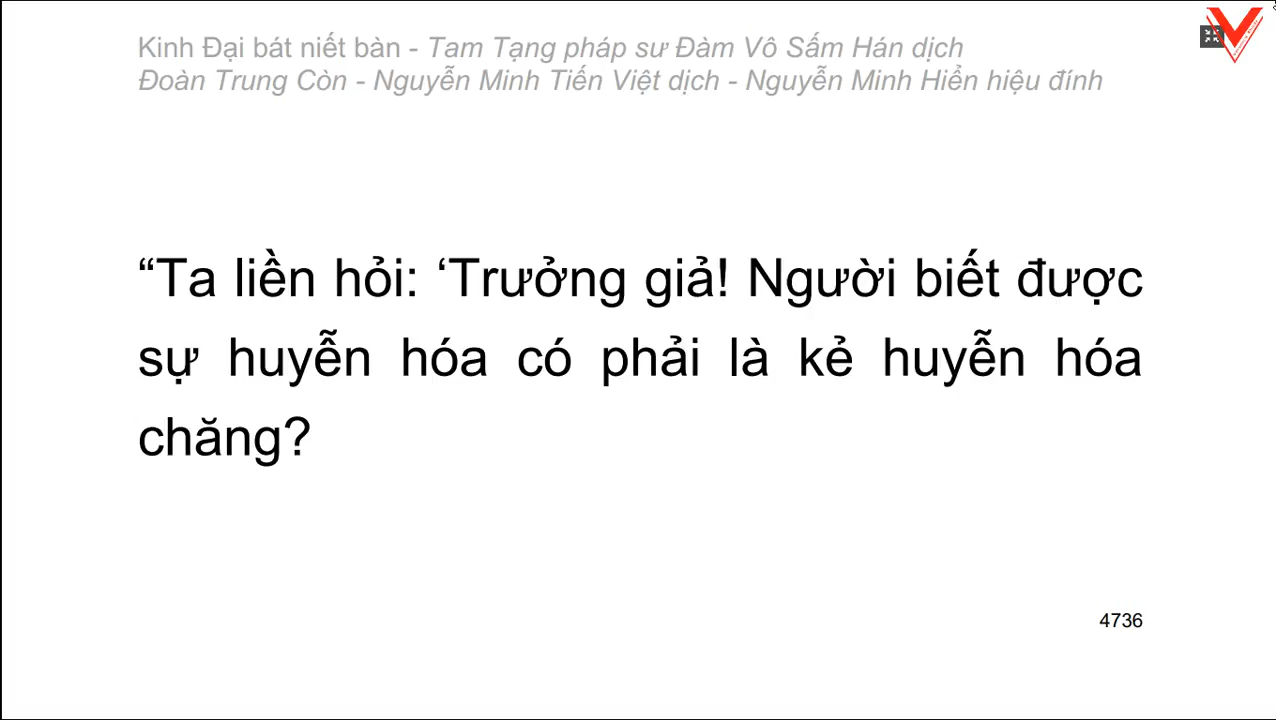 Kinh Đại bát niết bàn - Tam Tạng pháp sư Đàm Vô Sấm Hán dịch
Đoàn Trung Còn - Nguyễn Minh Tiến Việt dịch - Nguyễn Minh Hiển hiệu đính
“Ta liền hỏi: ‘Trưởng giả! Người biết được
sự huyễn hóa có phải là kẻ huyễn hóa
chăng?
4736